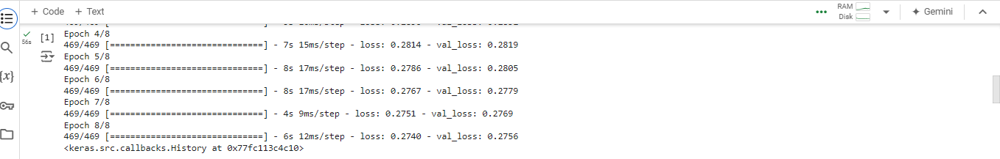 + Code + Text
RAM
Disk
Gemini
[1]
56s
Epoch 4/8
469/469 [==============================] - 7s 15ms/step - loss: 0.2814 - val_loss: 0.2819
Epoch 5/8
469/469 [==============================] - 8s 17ms/step - loss: 0.2786 - val_loss: 0.2805
Epoch 6/8
469/469 [==============================] - 8s 17ms/step - loss: 0.2767 - val_loss: 0.2779
Epoch 7/8
469/469 [==============================] - 4s 9ms/step - loss: 0.2751 - val_loss: 0.2769
Epoch 8/8
469/469 [==============================] - 6s 12ms/step - loss: 0.2740 - val_loss: 0.2756
<keras.src.callbacks.History at 0x77fc113c4c10>
{x}